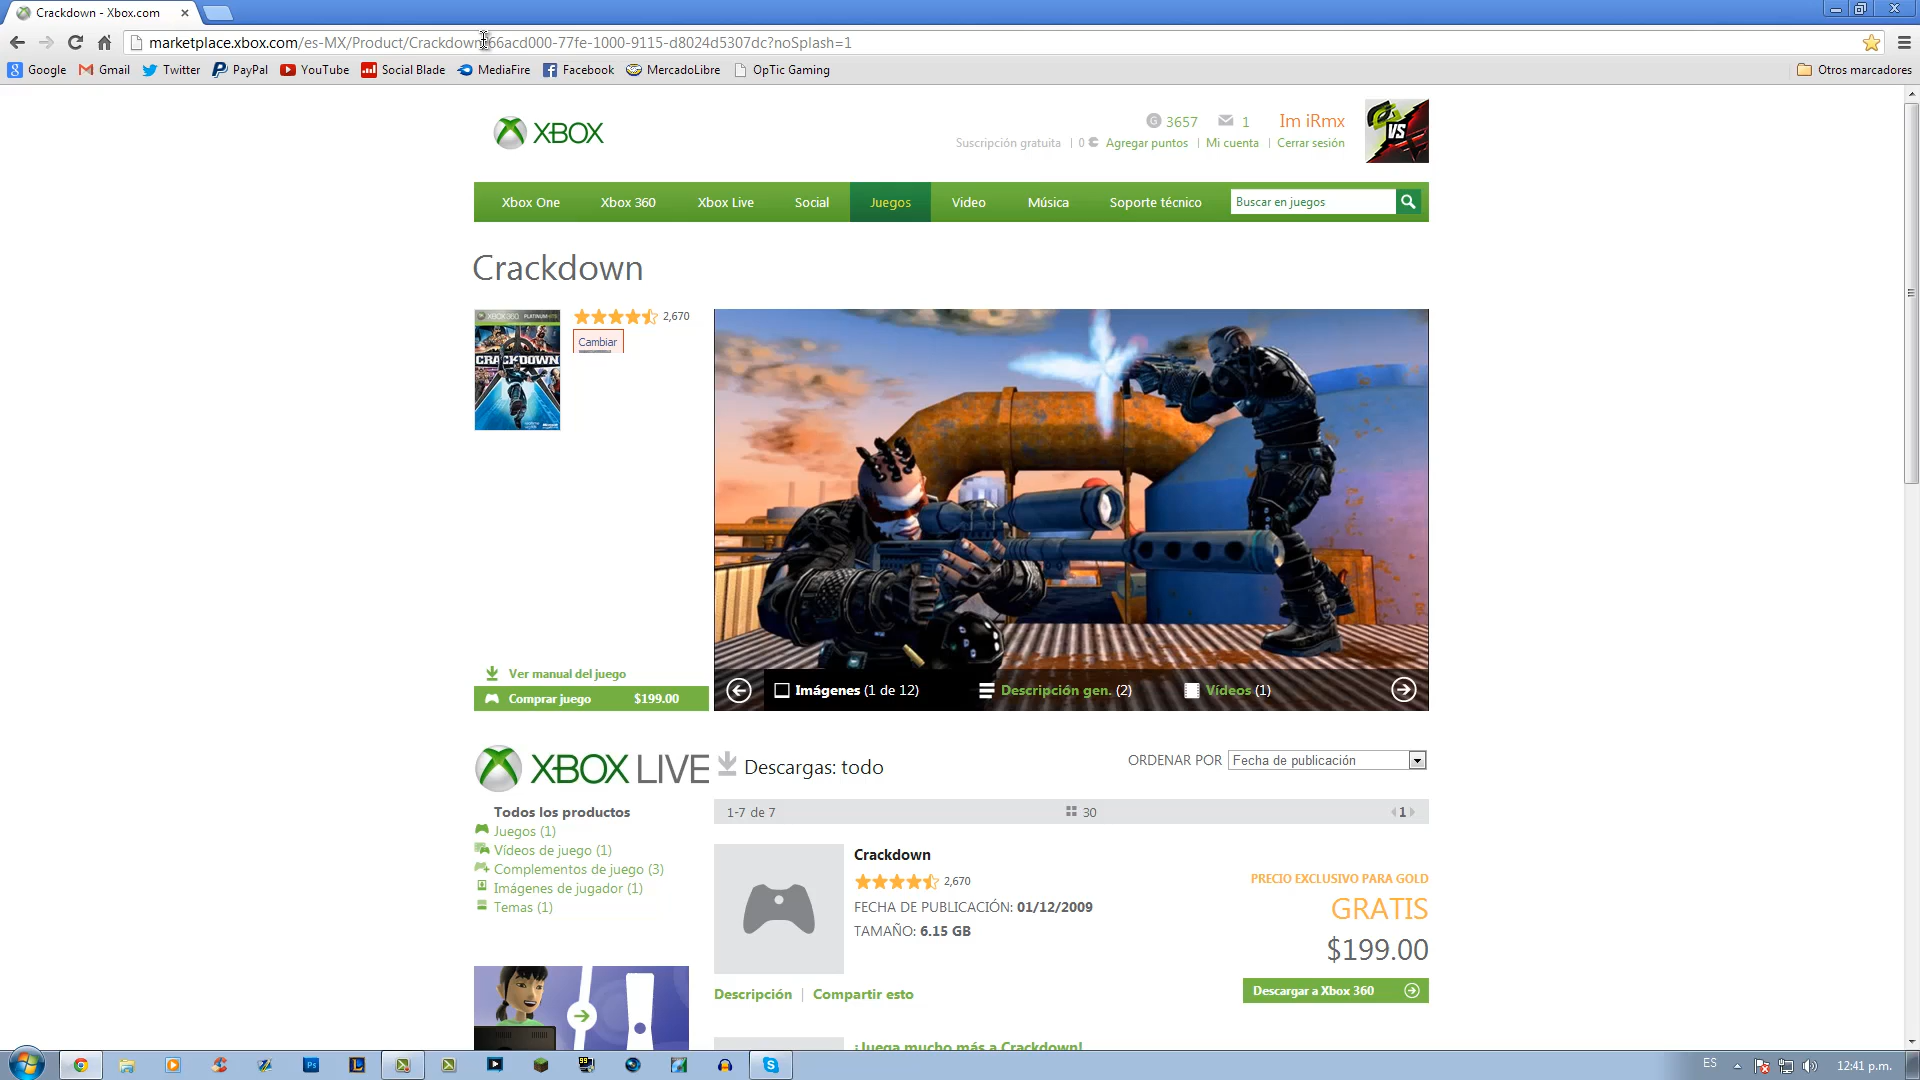 Crackdown - Xbox.com
marketplace.xbox.com/es-MX/Product/Crackdown/66acd000-77fe-1000-9115-d8024d5307dc?noSplash=1
Google Gmail Twitter PayPal YouTube Social Blade MediaFire Facebook MercadoLibre OpTic Gaming Otros marcadores
XBOX
G 3657 1 Im iRmx
VS
Suscripción gratuita | 0 Agregar puntos | Mi cuenta | Cerrar sesión
Xbox One Xbox 360 Xbox Live Social Juegos Video Música Soporte técnico Buscar en juegos
Crackdown
XBOX 360 PLATINUM HITS
CRACKDOWN
2,670
Cambiar
Ver manual del juego
Comprar juego $199.00
Imágenes (1 de 12) Descripción gen. (2) Vídeos (1)
XBOX LIVE
Descargas: todo
ORDENAR POR Fecha de publicación
Todos los productos
Juegos (1)
Vídeos de juego (1)
Complementos de juego (3)
Imágenes de jugador (1)
Temas (1)
1-7 de 7 30 1
Crackdown
2,670
FECHA DE PUBLICACIÓN: 01/12/2009
TAMAÑO: 6.15 GB
PRECIO EXCLUSIVO PARA GOLD
GRATIS
$199.00
Descargar a Xbox 360
Descripción | Compartir esto
¡Juega mucho más a Crackdown!
Ps L 99 S
ES 12:41 p.m.